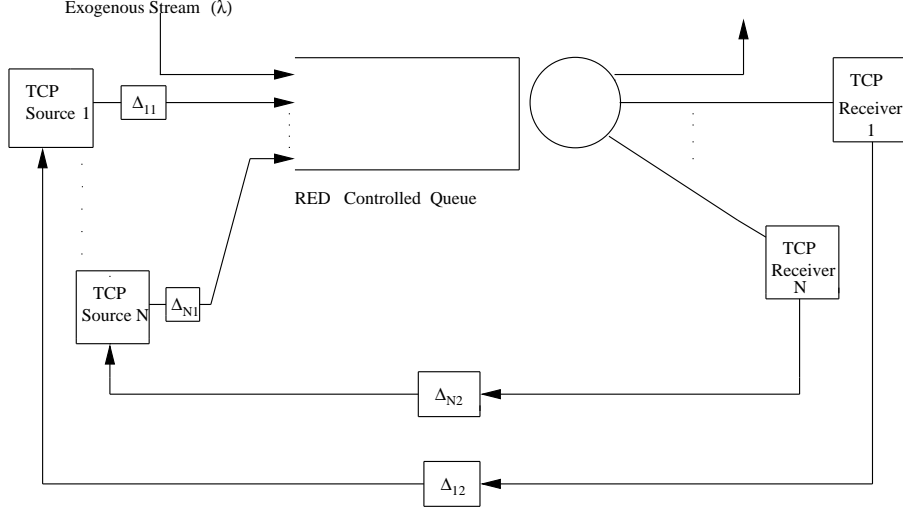 Exogenous Stream (λ)
TCP
Source 1
Δ11
TCP
Receiver
1
RED Controlled Queue
TCP
Receiver
N
TCP
Source N
ΔN1
ΔN2
Δ12